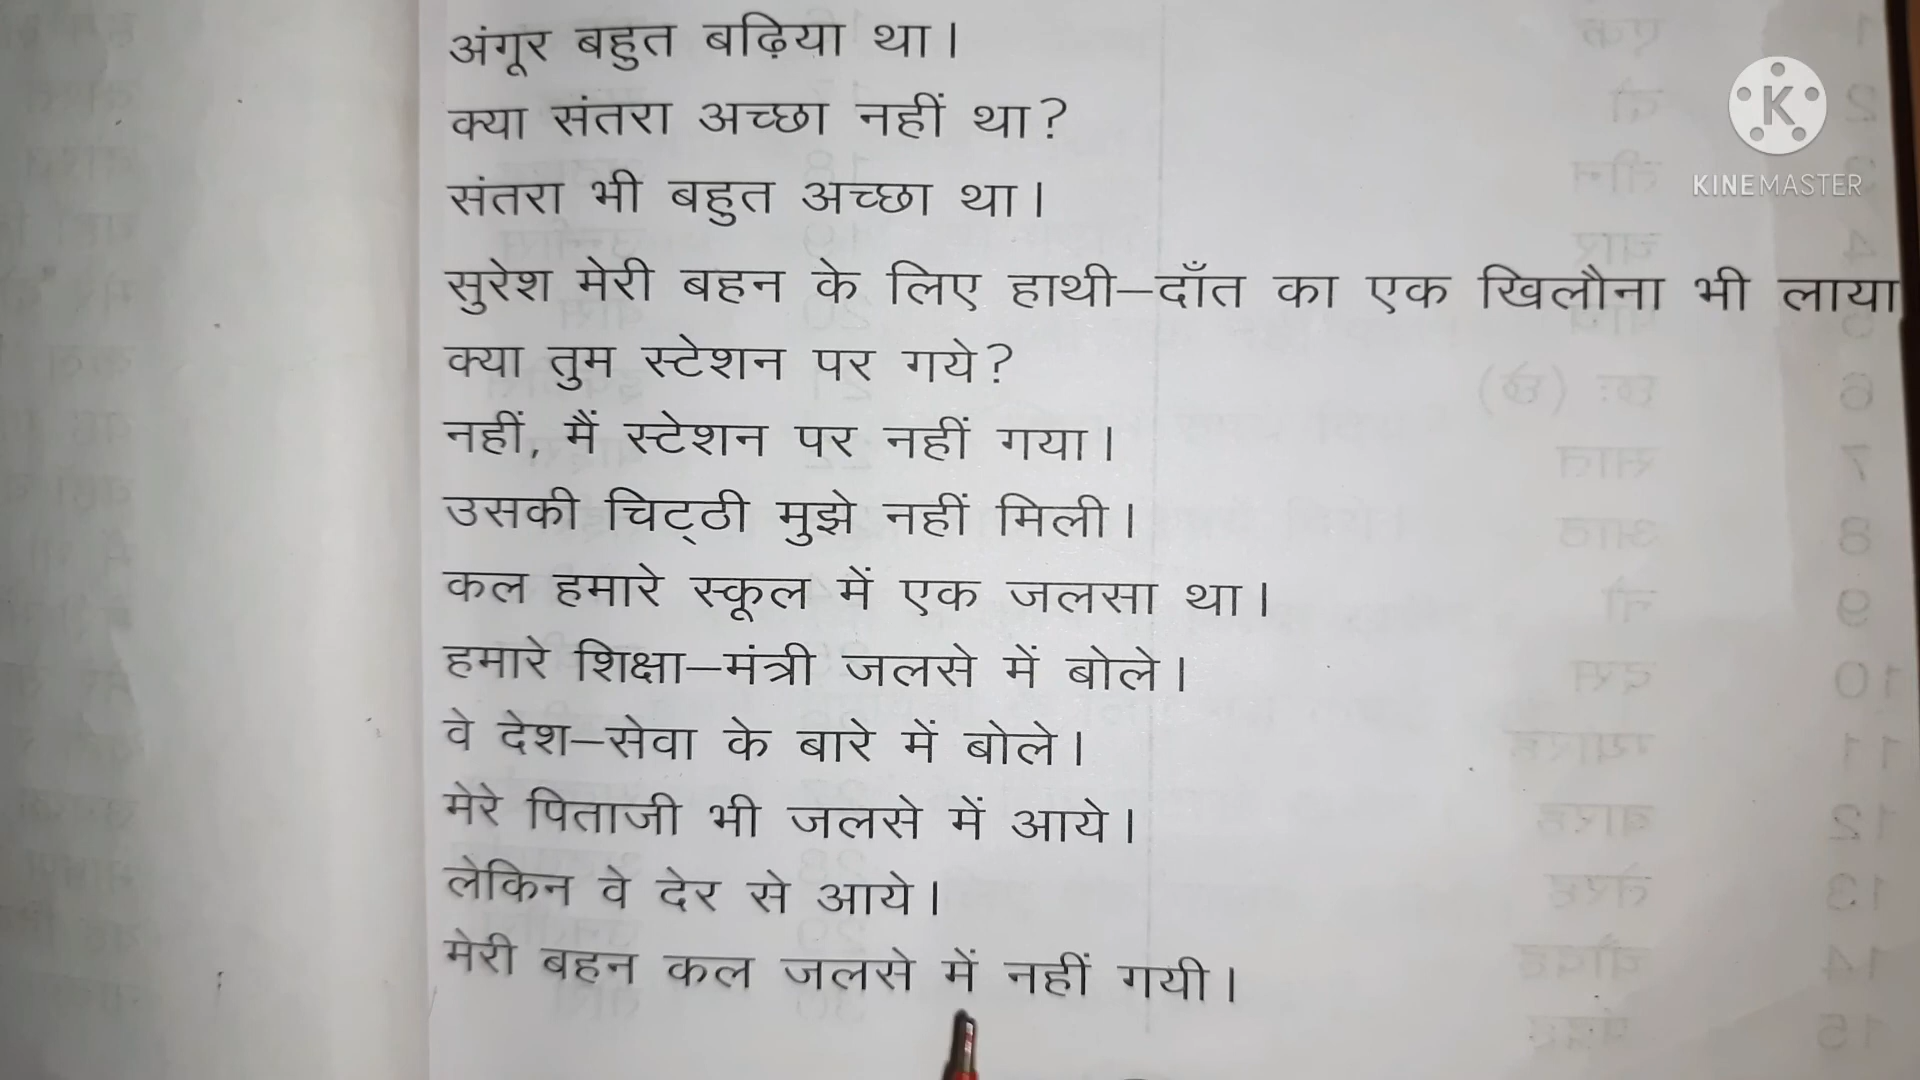 अंगूर बहुत बढ़िया था।
क्या संतरा अच्छा नहीं था?
संतरा भी बहुत अच्छा था।
सुरेश मेरी बहन के लिए हाथी–दाँत का एक खिलौना भी लाया
क्या तुम स्टेशन पर गये?
नहीं, मैं स्टेशन पर नहीं गया।
उसकी चिट्ठी मुझे नहीं मिली।
कल हमारे स्कूल में एक जलसा था।
हमारे शिक्षा–मंत्री जलसे में बोले।
वे देश–सेवा के बारे में बोले।
मेरे पिताजी भी जलसे में आये।
लेकिन वे देर से आये।
मेरी बहन कल जलसे में नहीं गयी।
K
KINEMASTER